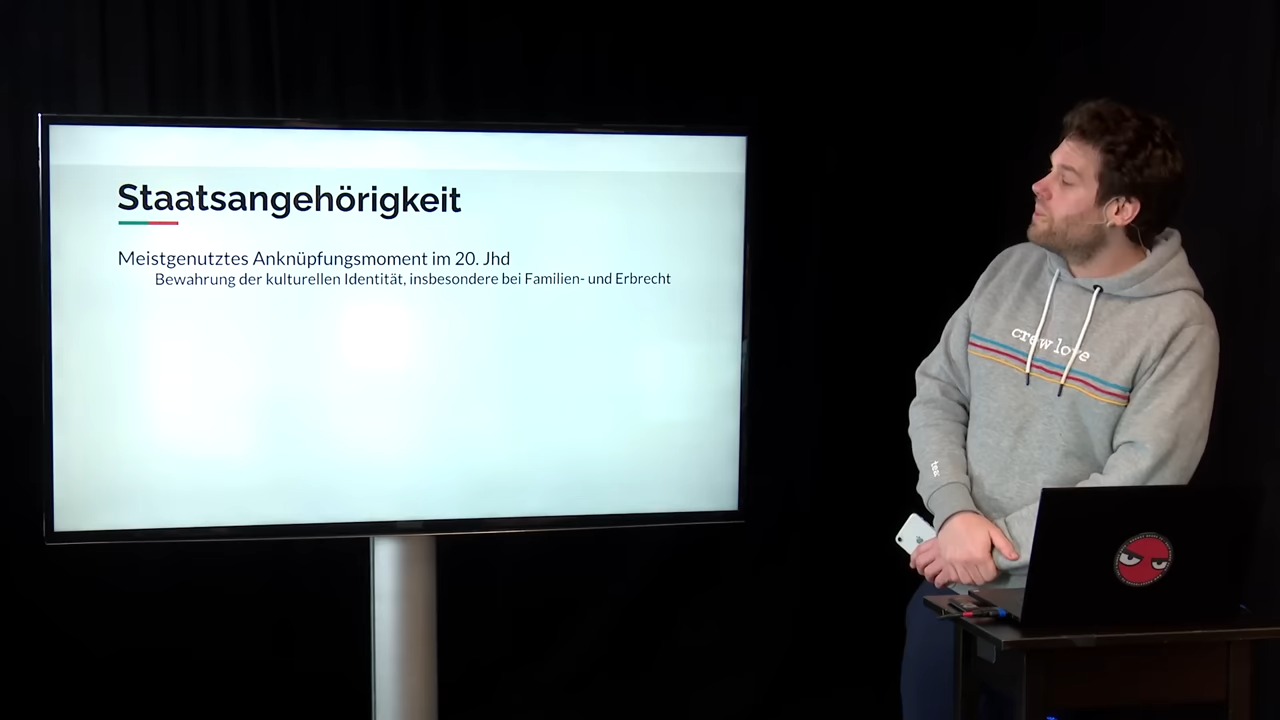 Staatsangehörigkeit
Meistgenutztes Anknüpfungsmoment im 20. Jhd
Bewahrung der kulturellen Identität, insbesondere bei Familien- und Erbrecht
crew love